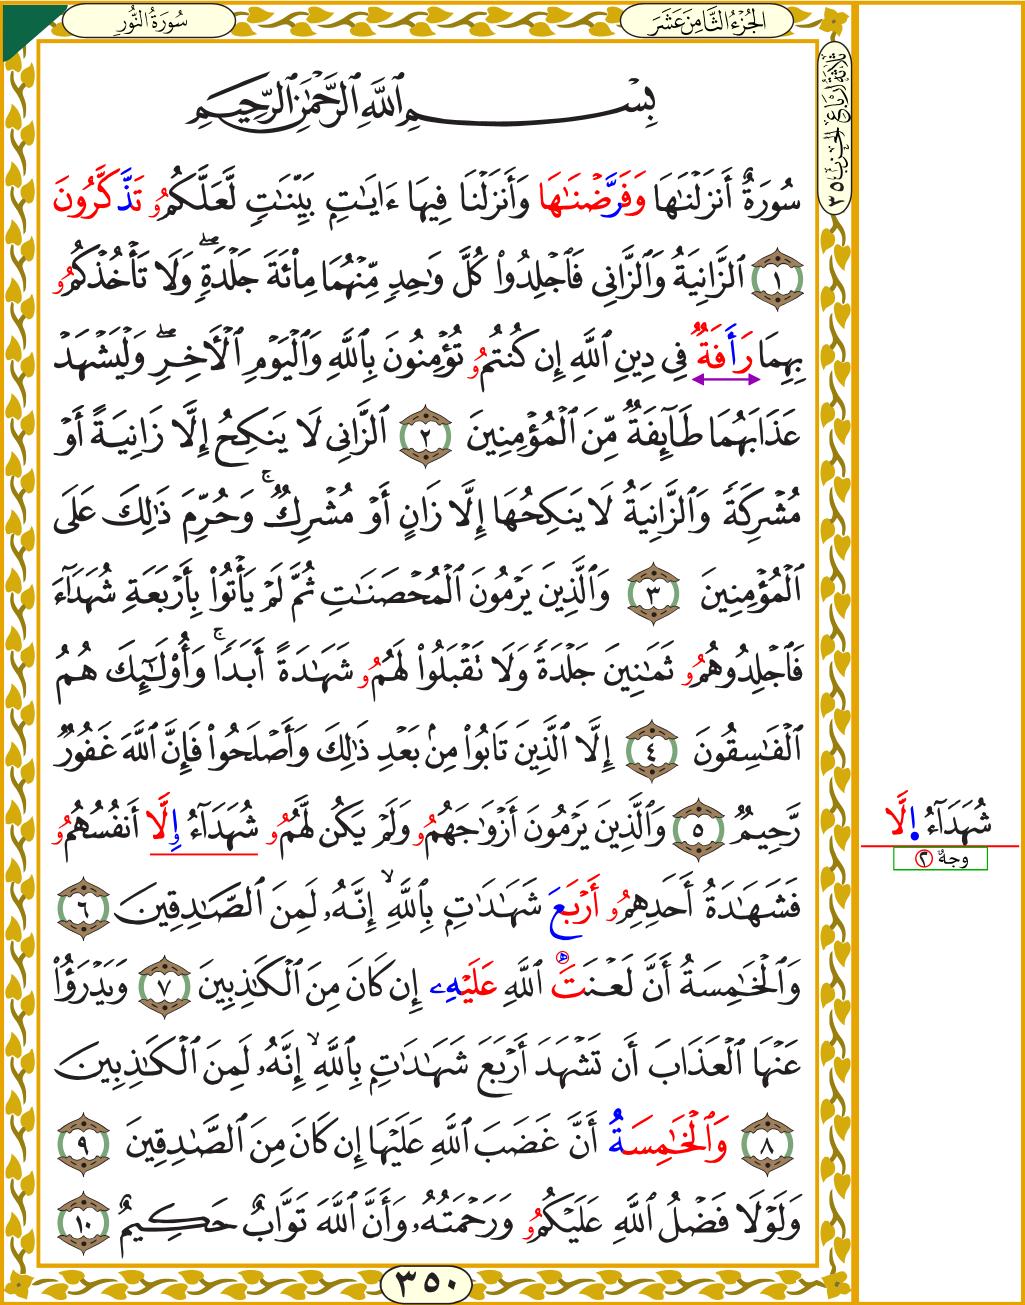 سُورَةُ النُّورِ
الجُزْءُ الثَّامِنَ عَشَرَ
ثَلَاثَةُ أَرْبَاعِ الْحِزْبِ ٣٥
بِسْمِ ٱللَّهِ ٱلرَّحْمَٰنِ ٱلرَّحِيمِ
سُورَةٌ أَنزَلْنَٰهَا وَفَرَّضْنَٰهَا وَأَنزَلْنَا فِيهَا ءَايَٰتِۭ بَيِّنَٰتٖ لَّعَلَّكُمُۥ تَذَّكَّرُونَ
١ ٱلزَّانِيَةُ وَٱلزَّانِي فَٱجْلِدُوا۟ كُلَّ وَٰحِدٖ مِّنْهُمَا مِا۟ئَةَ جَلْدَةٖۖ وَلَا تَأْخُذْكُمُۥ
بِهِمَا رَأَفَةٞ فِي دِينِ ٱللَّهِ إِن كُنتُمُۥ تُؤْمِنُونَ بِٱللَّهِ وَٱلْيَوْمِ ٱلْأٓخِرِۖ وَلْيَشْهَدْ
عَذَابَهُمَا طَآئِفَةٞ مِّنَ ٱلْمُؤْمِنِينَ ٢ ٱلزَّانِي لَا يَنكِحُ إِلَّا زَانِيَةً أَوْ
مُشْرِكَةٗ وَٱلزَّانِيَةُ لَا يَنكِحُهَا إِلَّا زَانٍ أَوْ مُشْرِكٞۚ وَحُرِّمَ ذَٰلِكَ عَلَى
ٱلْمُؤْمِنِينَ ٣ وَٱلَّذِينَ يَرْمُونَ ٱلْمُحْصَنَٰتِ ثُمَّ لَمْ يَأْتُوا۟ بِأَرْبَعَةِ شُهَدَآءَ
فَٱجْلِدُوهُمُۥ ثَمَٰنِينَ جَلْدَةٗ وَلَا تَقْبَلُوا۟ لَهُمُۥ شَهَٰدَةً أَبَدٗاۚ وَأُو۟لَٰٓئِكَ هُمُ
ٱلْفَٰسِقُونَ ٤ إِلَّا ٱلَّذِينَ تَابُوا۟ مِنۢ بَعْدِ ذَٰلِكَ وَأَصْلَحُوا۟ فَإِنَّ ٱللَّهَ غَفُورٞ
رَّحِيمٞ ٥ وَٱلَّذِينَ يَرْمُونَ أَزْوَٰجَهُمُۥ وَلَمْ يَكُن لَّهُمُۥ شُهَدَآءُ اِلَّا أَنفُسُهُمُۥ
شُهَدَآءُ اِلَّا
وجهٌ ٢
فَشَهَٰدَةُ أَحَدِهِمُۥ أَرْبَعَ شَهَٰدَٰتِۭ بِٱللَّهِۙ إِنَّهُۥ لَمِنَ ٱلصَّٰدِقِينَ ٦
وَٱلْخَٰمِسَةُ أَنَّ لَعْنَتَ ٱللَّهِ عَلَيْهِۦ إِن كَانَ مِنَ ٱلْكَٰذِبِينَ ٧ وَيَدْرَؤُا۟
عَنْهَا ٱلْعَذَابَ أَن تَشْهَدَ أَرْبَعَ شَهَٰدَٰتِۭ بِٱللَّهِۙ إِنَّهُۥ لَمِنَ ٱلْكَٰذِبِينَ
٨ وَٱلْخَٰمِسَةُ أَنَّ غَضَبَ ٱللَّهِ عَلَيْهَا إِن كَانَ مِنَ ٱلصَّٰدِقِينَ ٩
وَلَوْلَا فَضْلُ ٱللَّهِ عَلَيْكُمُۥ وَرَحْمَتُهُۥ وَأَنَّ ٱللَّهَ تَوَّابٌ حَكِيمٌ ١٠
٣٥٠